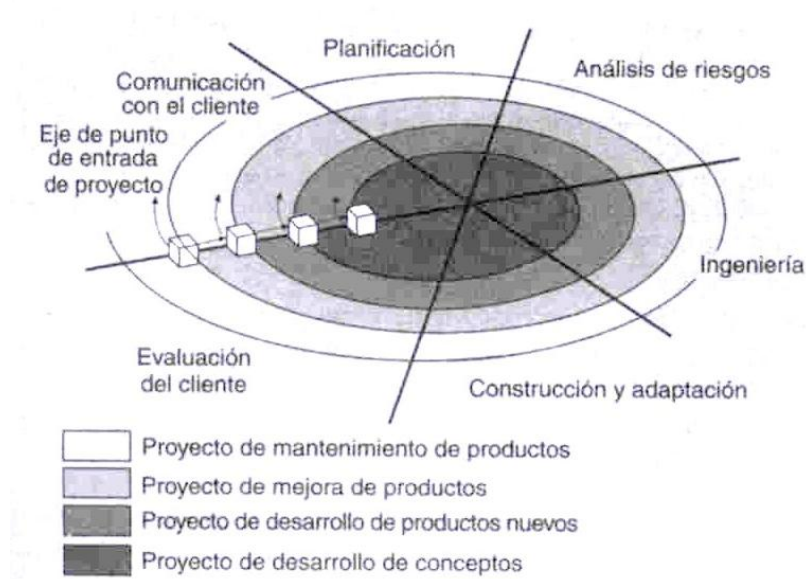 Planificación
Análisis de riesgos
Comunicación
con el cliente
Eje de punto
de entrada
de proyecto
Ingeniería
Evaluación
del cliente
Construcción y adaptación
Proyecto de mantenimiento de productos
Proyecto de mejora de productos
Proyecto de desarrollo de productos nuevos
Proyecto de desarrollo de conceptos